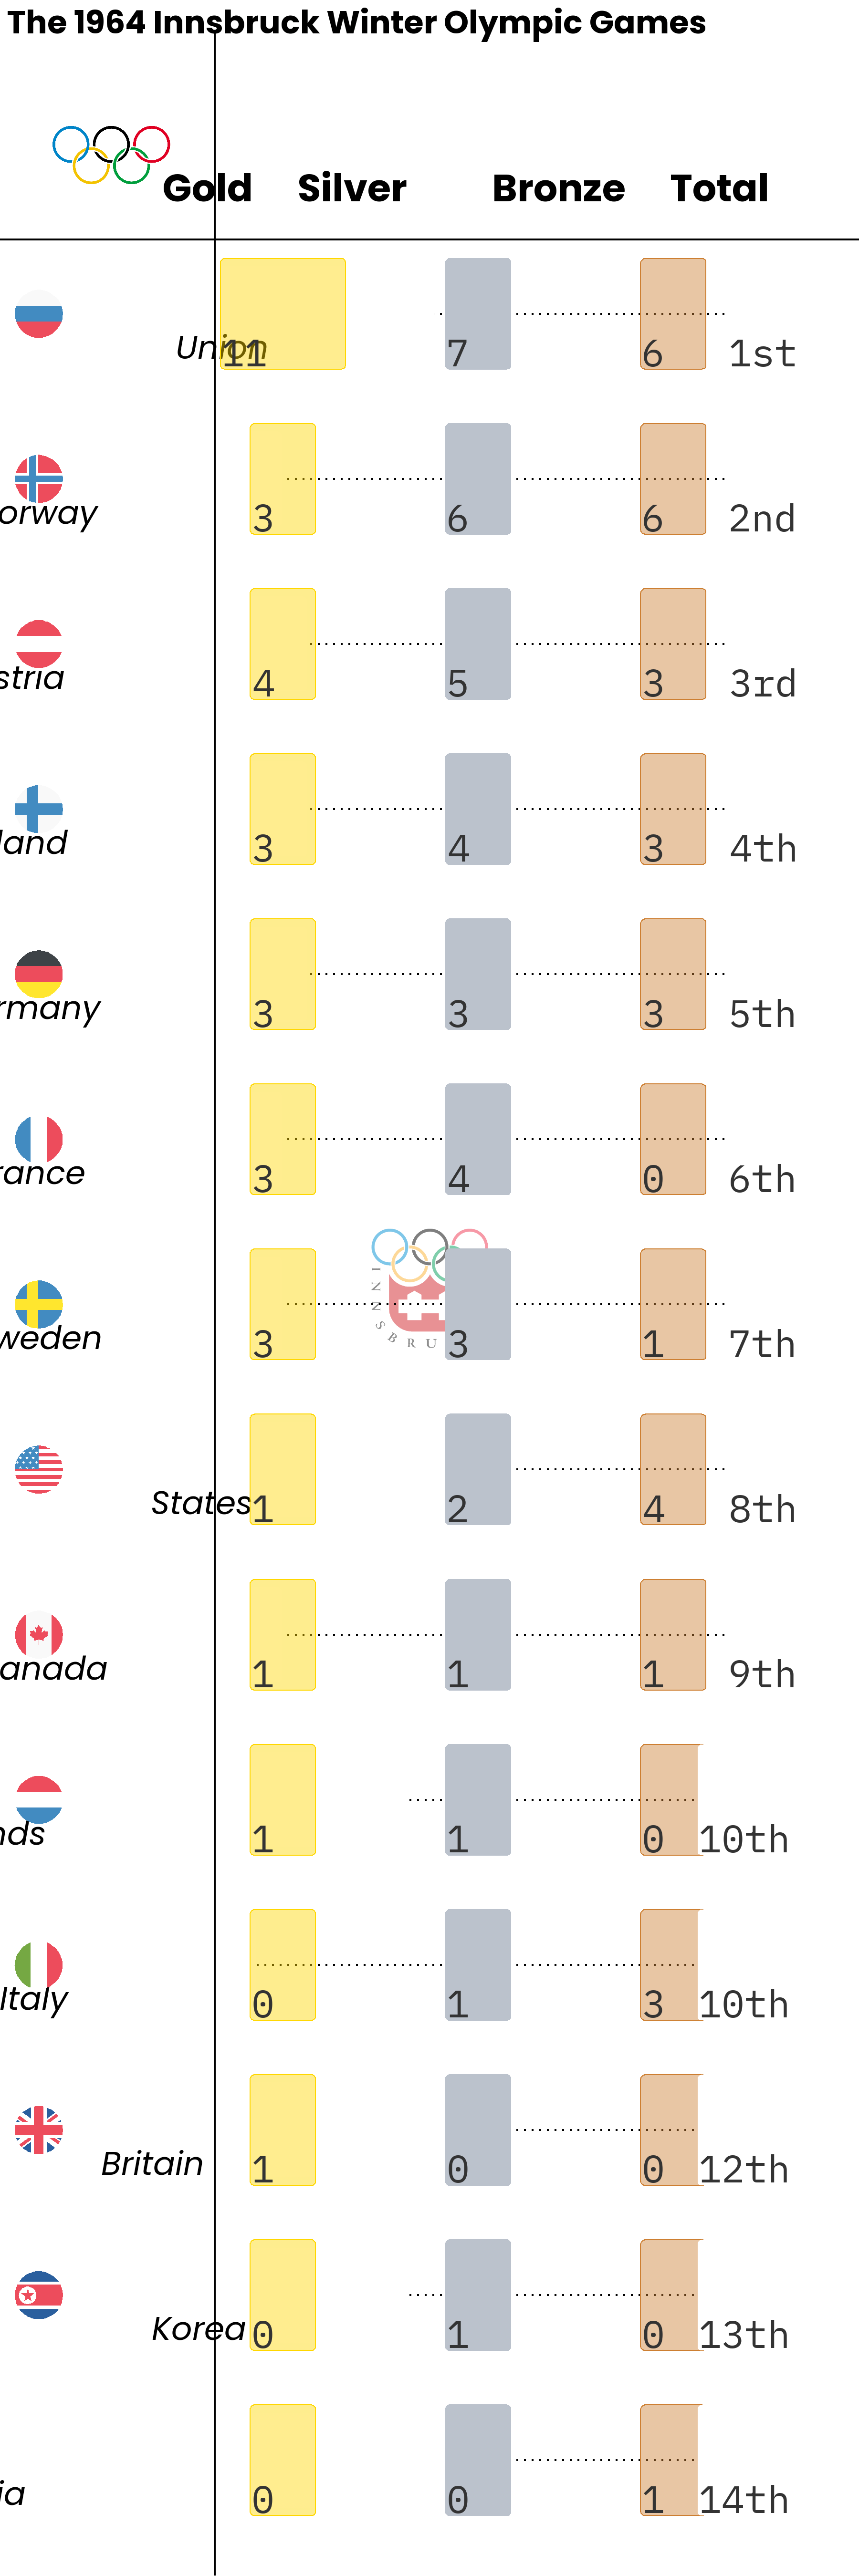 The 1964 Innsbruck Winter Olympic Games
Gold Silver Bronze Total
Union 11 7 6 1st
orway 3 6 6 2nd
stria 4 5 3 3rd
land 3 4 3 4th
rmany 3 3 3 5th
rance 3 4 0 6th
INNSBRU
weden 3 3 1 7th
States 1 2 4 8th
anada 1 1 1 9th
nds 1 1 0 10th
Italy 0 1 3 10th
Britain 1 0 0 12th
Korea 0 1 0 13th
ia 0 0 1 14th